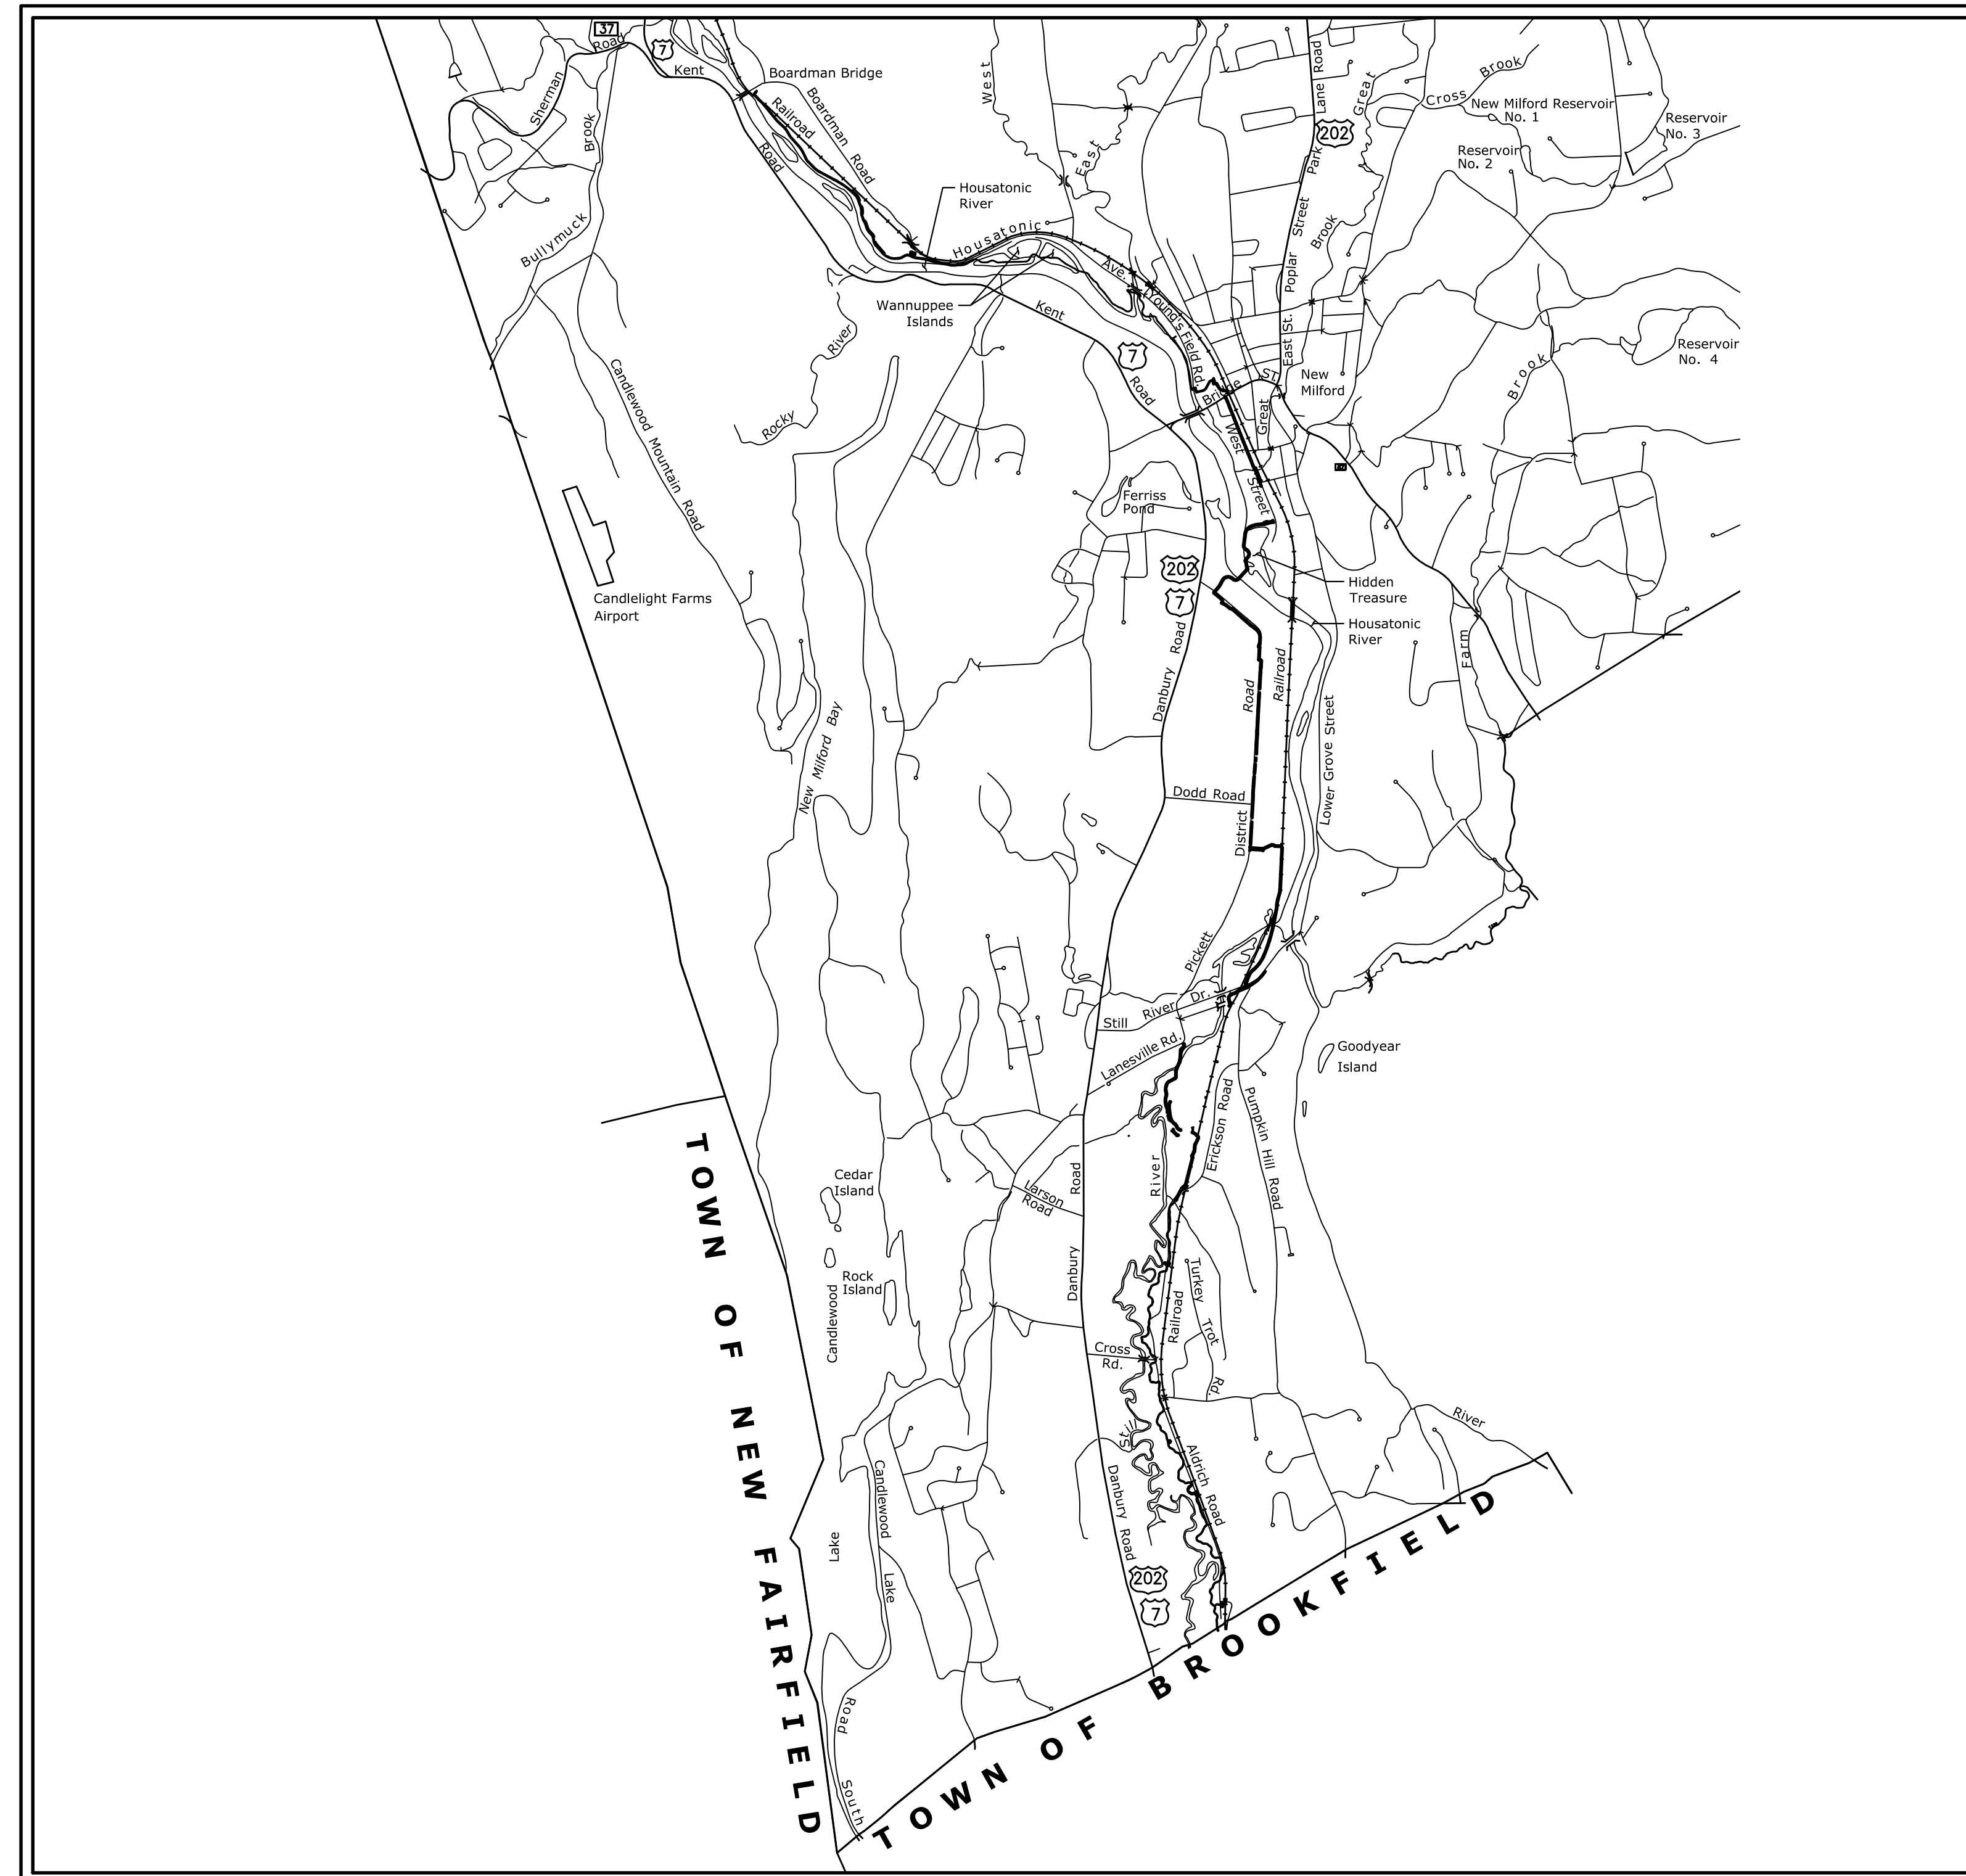 37
Road
7
Kent
Sherman
Brook
Bullymuck
Boardman Bridge
Boardman Road
Railroad
Road
Housatonic
River
West
East
Housatonic
Ave.
Wannuppee
Islands
Kent
7
Road
River
Rocky
Young's Field Rd.
Bridge ST.
Lane Road
Park
Street
Poplar
East St.
202
Great
Brook
Cross Brook
New Milford Reservoir
No. 1
Reservoir
No. 2
Reservoir
No. 3
Reservoir
No. 4
Brook
Farm
New
Milford
Great
West Street
Candlewood Mountain Road
Candlelight Farms
Airport
Ferriss
Pond
202
7
Danbury Road
Hidden
Treasure
Housatonic
River
Railroad
Road
District
Pickett
Lower Grove Street
New Milford Bay
Dodd Road
Still River Dr.
Lanesville Rd.
Goodyear
Island
Erickson Road
Pumpkin Hill Road
Cedar
Island
Rock
Island
Candlewood
Lake
Larson
Road
Road
Danbury
River
Still
Turkey Trot Rd.
Railroad
Cross
Rd.
Aldrich Road
River
Danbury Road
202
7
Candlewood
Lake
Road
South
TOWN OF NEW FAIRFIELD
TOWN OF BROOKFIELD